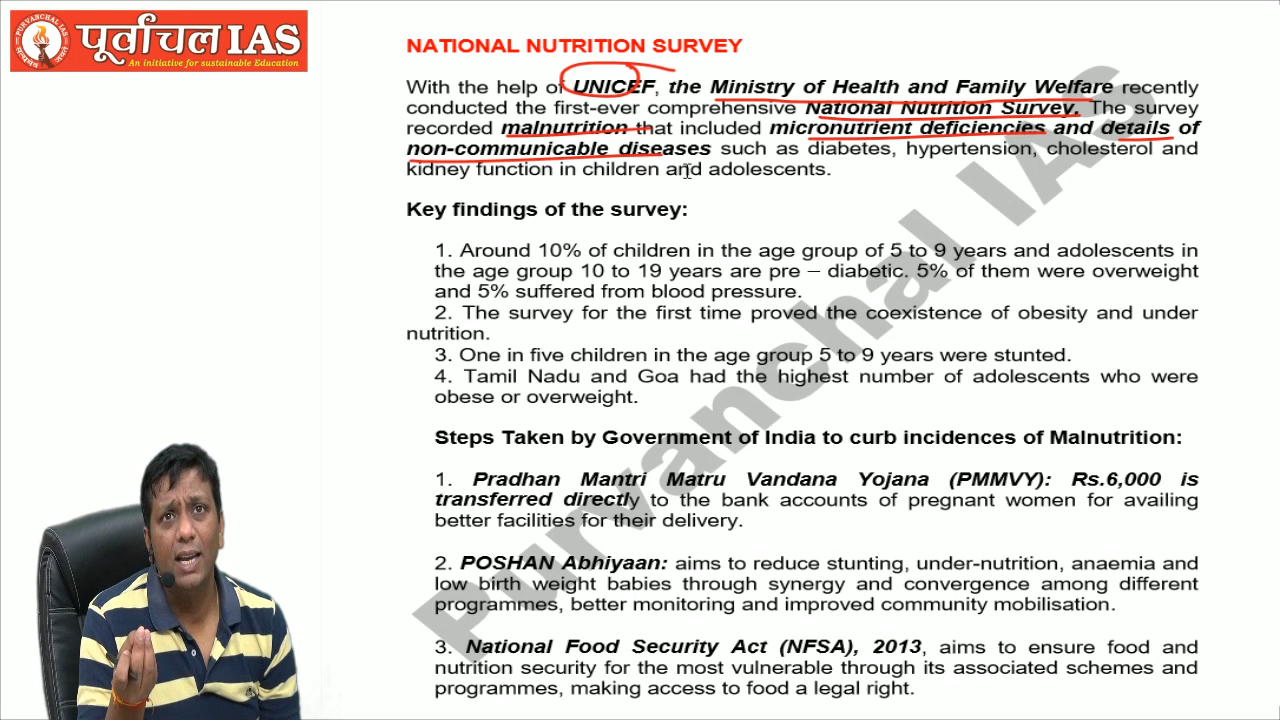 PURVANCHAL IAS
पूर्वांचल IAS
An initiative for sustainable Education
NATIONAL NUTRITION SURVEY
With the help of UNICEF, the Ministry of Health and Family Welfare recently
conducted the first-ever comprehensive National Nutrition Survey. The survey
recorded malnutrition that included micronutrient deficiencies and details of
non-communicable diseases such as diabetes, hypertension, cholesterol and
kidney function in children and adolescents.
Key findings of the survey:
1. Around 10% of children in the age group of 5 to 9 years and adolescents in
the age group 10 to 19 years are pre – diabetic. 5% of them were overweight
and 5% suffered from blood pressure.
2. The survey for the first time proved the coexistence of obesity and under
nutrition.
3. One in five children in the age group 5 to 9 years were stunted.
4. Tamil Nadu and Goa had the highest number of adolescents who were
obese or overweight.
Steps Taken by Government of India to curb incidences of Malnutrition:
1. Pradhan Mantri Matru Vandana Yojana (PMMVY): Rs.6,000 is
transferred directly to the bank accounts of pregnant women for availing
better facilities for their delivery.
2. POSHAN Abhiyaan: aims to reduce stunting, under-nutrition, anaemia and
low birth weight babies through synergy and convergence among different
programmes, better monitoring and improved community mobilisation.
3. National Food Security Act (NFSA), 2013, aims to ensure food and
nutrition security for the most vulnerable through its associated schemes and
programmes, making access to food a legal right.
Purvanchal IAS